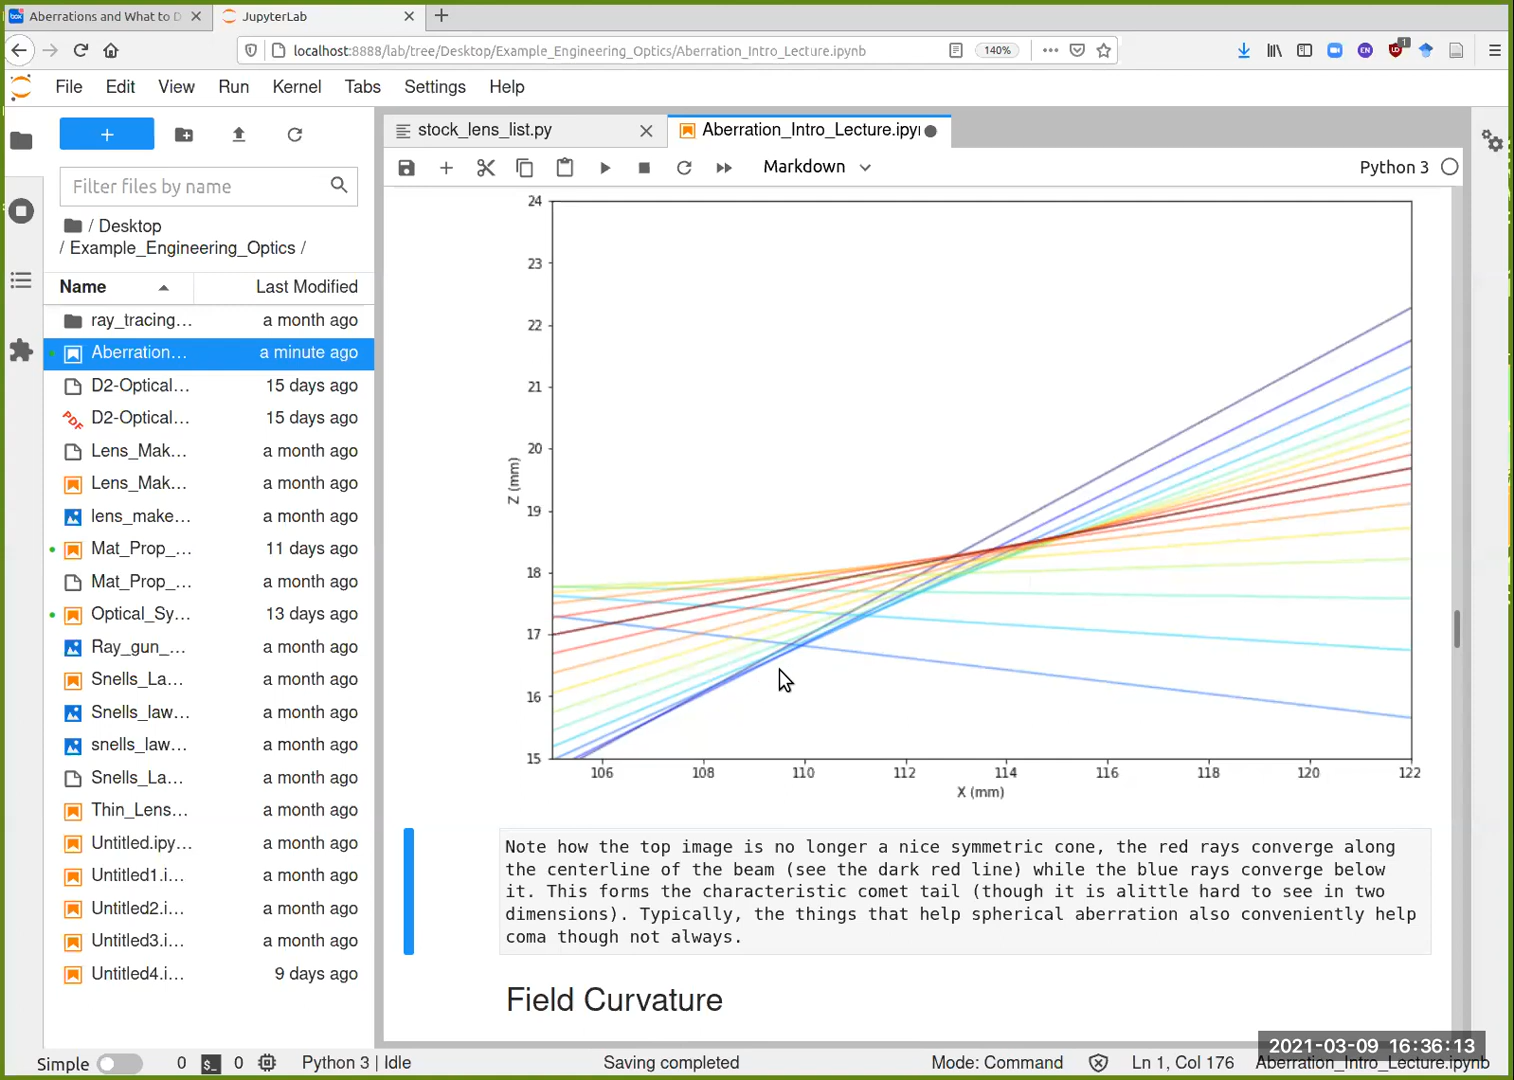 Aberrations and What to D
JupyterLab
localhost:8888/lab/tree/Desktop/Example_Engineering_Optics/Aberration_Intro_Lecture.ipynb
140%
EN
1
File Edit View Run Kernel Tabs Settings Help
stock_lens_list.py
Aberration_Intro_Lecture.ipyn
Markdown
Python 3
Filter files by name
/ Desktop
/ Example_Engineering_Optics /
Name Last Modified
ray_tracing... a month ago
Aberration... a minute ago
D2-Optical... 15 days ago
PDF D2-Optical... 15 days ago
Lens_Mak... a month ago
Lens_Mak... a month ago
lens_make... a month ago
Mat_Prop_... 11 days ago
Mat_Prop_... a month ago
Optical_Sy... 13 days ago
Ray_gun_... a month ago
Snells_La... a month ago
Snells_law... a month ago
snells_law... a month ago
Snells_La... a month ago
Thin_Lens... a month ago
Untitled.ipy... a month ago
Untitled1.i... a month ago
Untitled2.i... a month ago
Untitled3.i... a month ago
Untitled4.i... 9 days ago
24
23
22
21
20
19
18
17
16
15
Z (mm)
106 108 110 112 114 116 118 120 122
X (mm)
Note how the top image is no longer a nice symmetric cone, the red rays converge along
the centerline of the beam (see the dark red line) while the blue rays converge below
it. This forms the characteristic comet tail (though it is alittle hard to see in two
dimensions). Typically, the things that help spherical aberration also conveniently help
coma though not always.
Field Curvature
2021-03-09 16:36:13
Simple 0 $_ 0 Python 3 | Idle Saving completed Mode: Command Ln 1, Col 176 Aberration_Intro_Lecture.ipynb